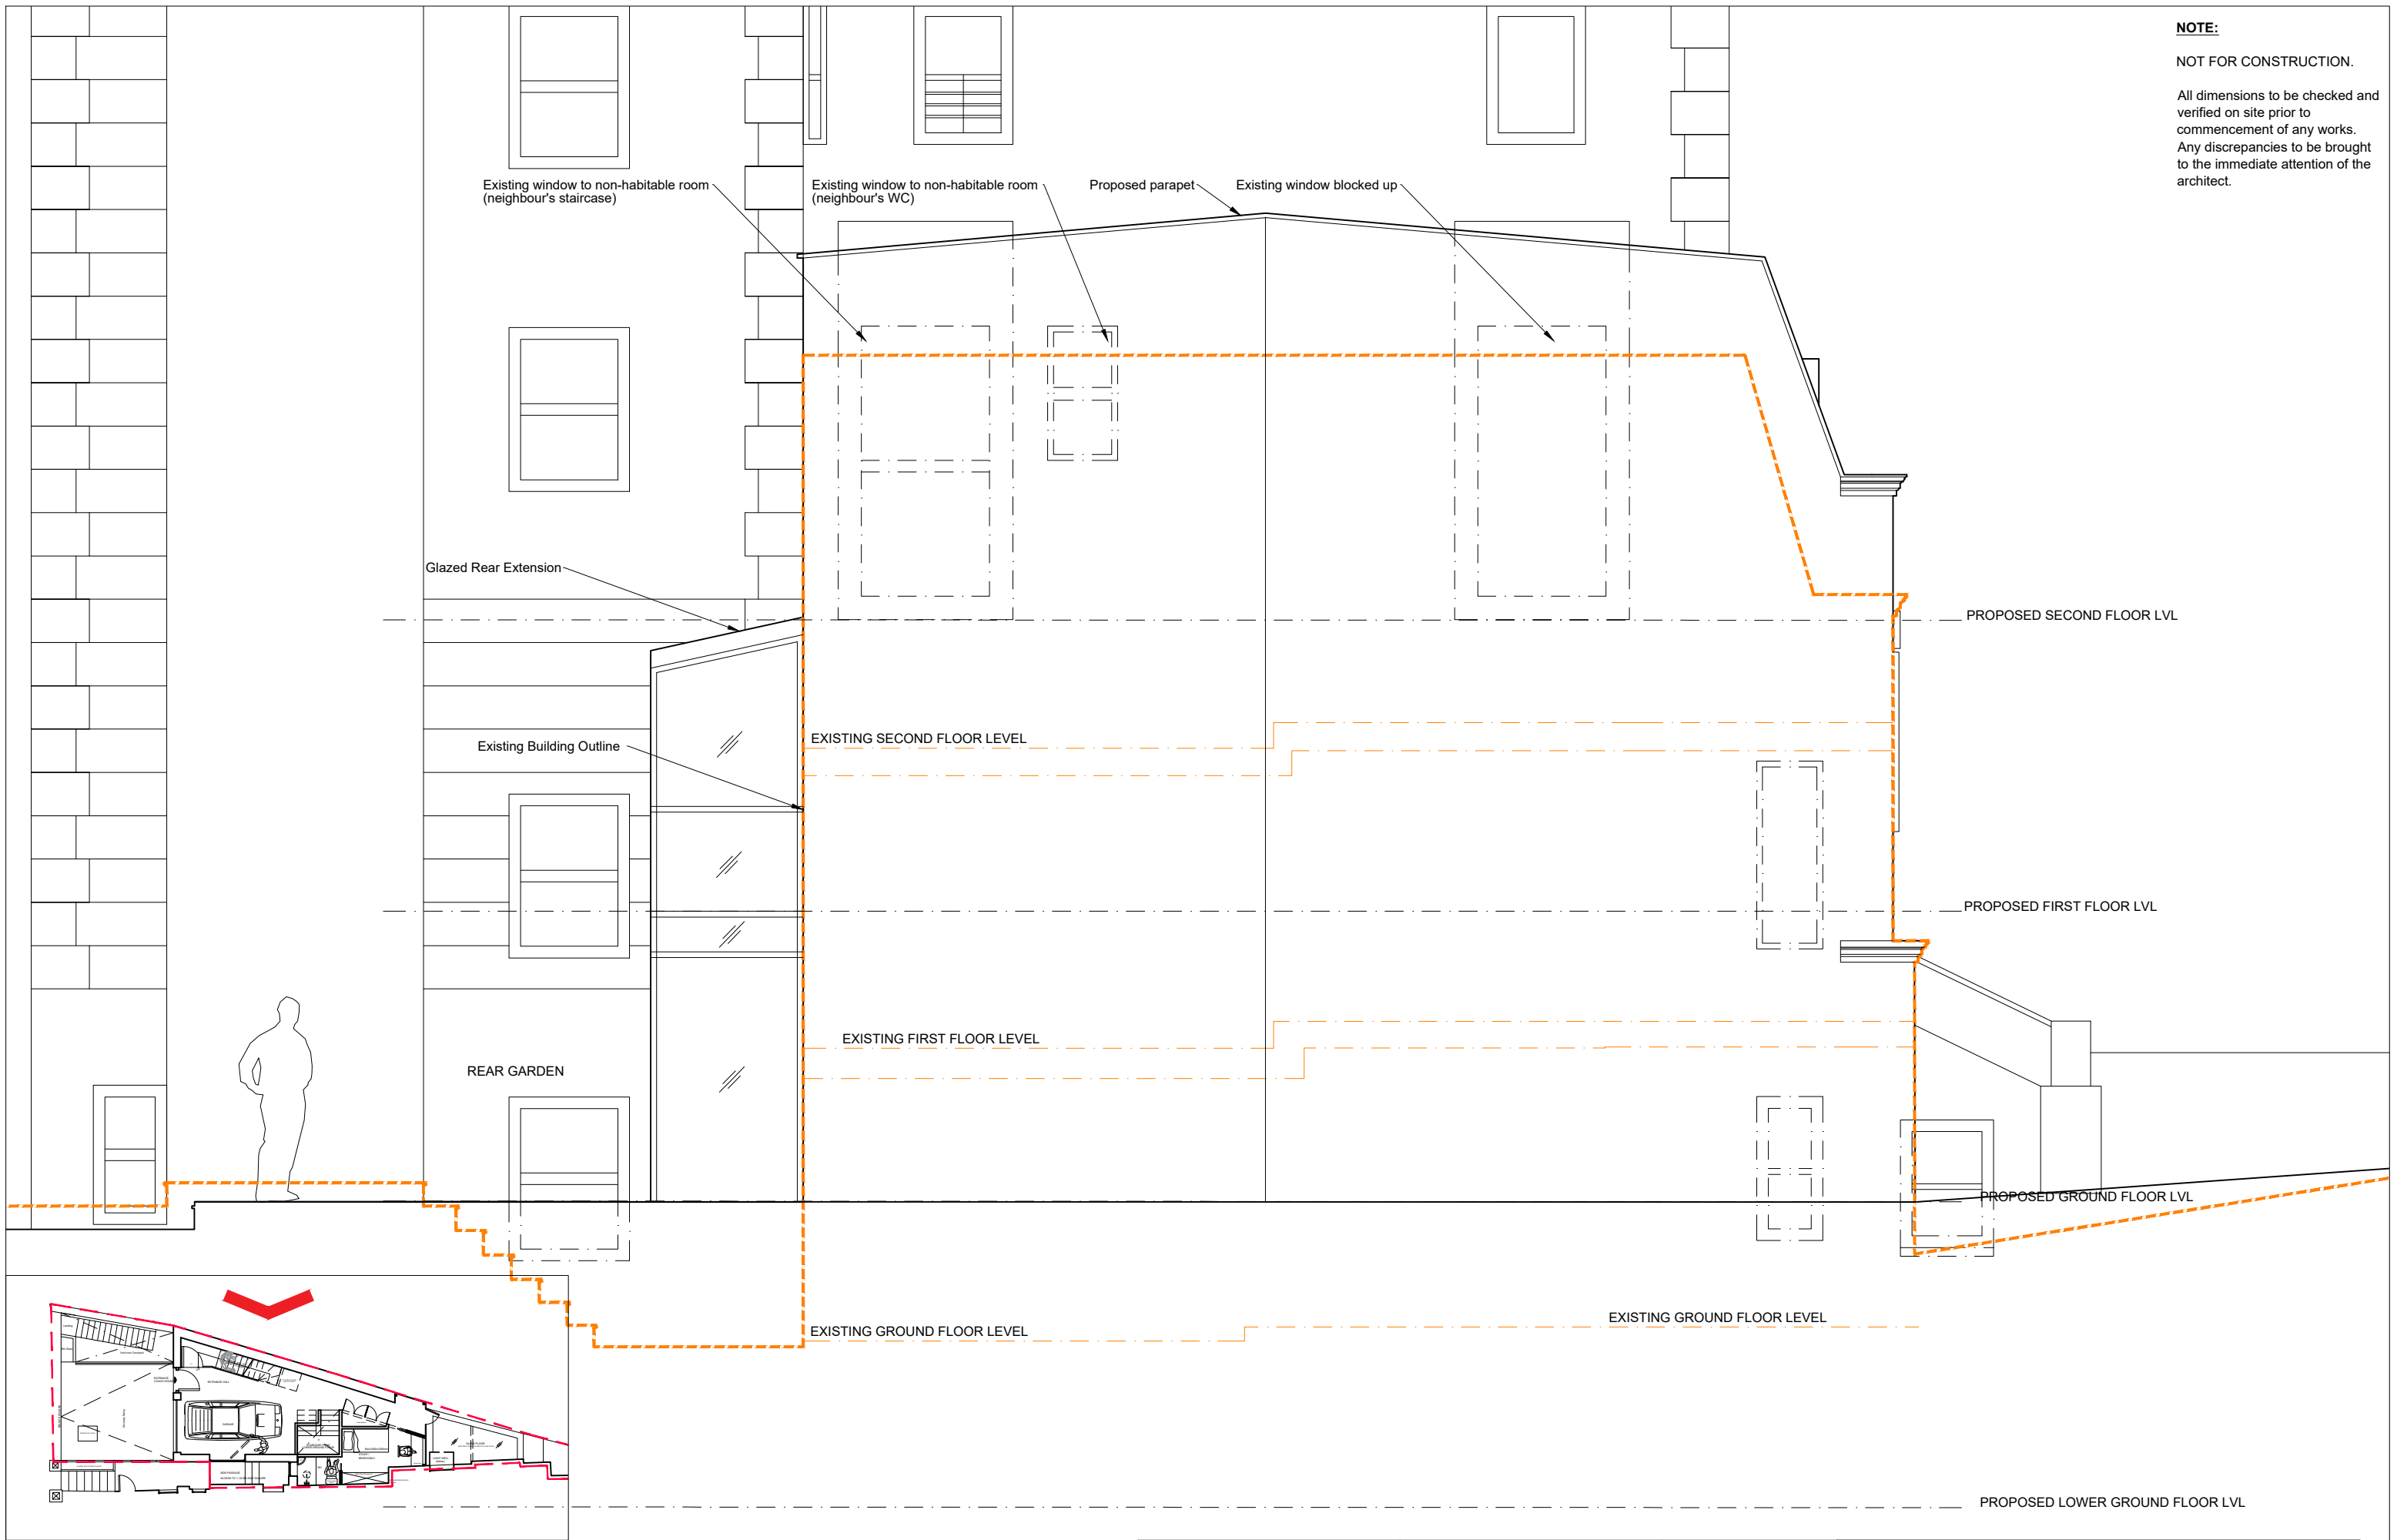 NOTE:
NOT FOR CONSTRUCTION.
All dimensions to be checked and
verified on site prior to
commencement of any works.
Any discrepancies to be brought
to the immediate attention of the
architect.
Existing window to non-habitable room
(neighbour's staircase)
Existing window to non-habitable room
(neighbour's WC)
Proposed parapet
Existing window blocked up
Glazed Rear Extension
PROPOSED SECOND FLOOR LVL
EXISTING SECOND FLOOR LEVEL
Existing Building Outline
PROPOSED FIRST FLOOR LVL
EXISTING FIRST FLOOR LEVEL
REAR GARDEN
PROPOSED GROUND FLOOR LVL
EXISTING GROUND FLOOR LEVEL
EXISTING GROUND FLOOR LEVEL
ENTRANCE HALL
PROPOSED LOWER GROUND FLOOR LVL